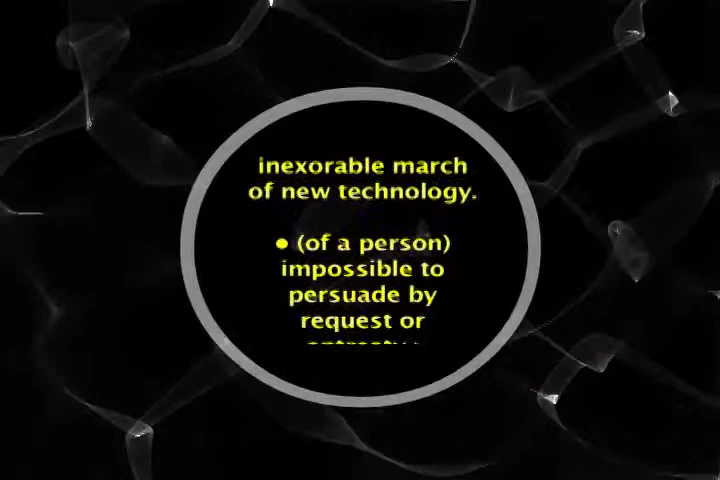 inexorable march
of new technology.
• (of a person)
impossible to
persuade by
request or